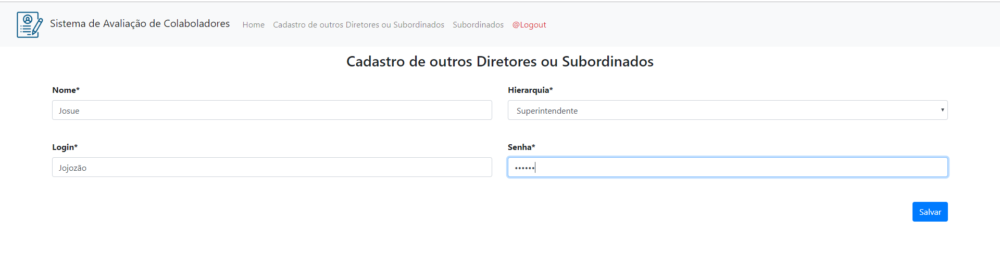 Sistema de Avaliação de Colaboladores Home Cadastro de outros Diretores ou Subordinados Subordinados @Logout
Cadastro de outros Diretores ou Subordinados
Nome* Hierarquia*
Josue Superintendente
Login* Senha*
Jojozão ••••••
Salvar